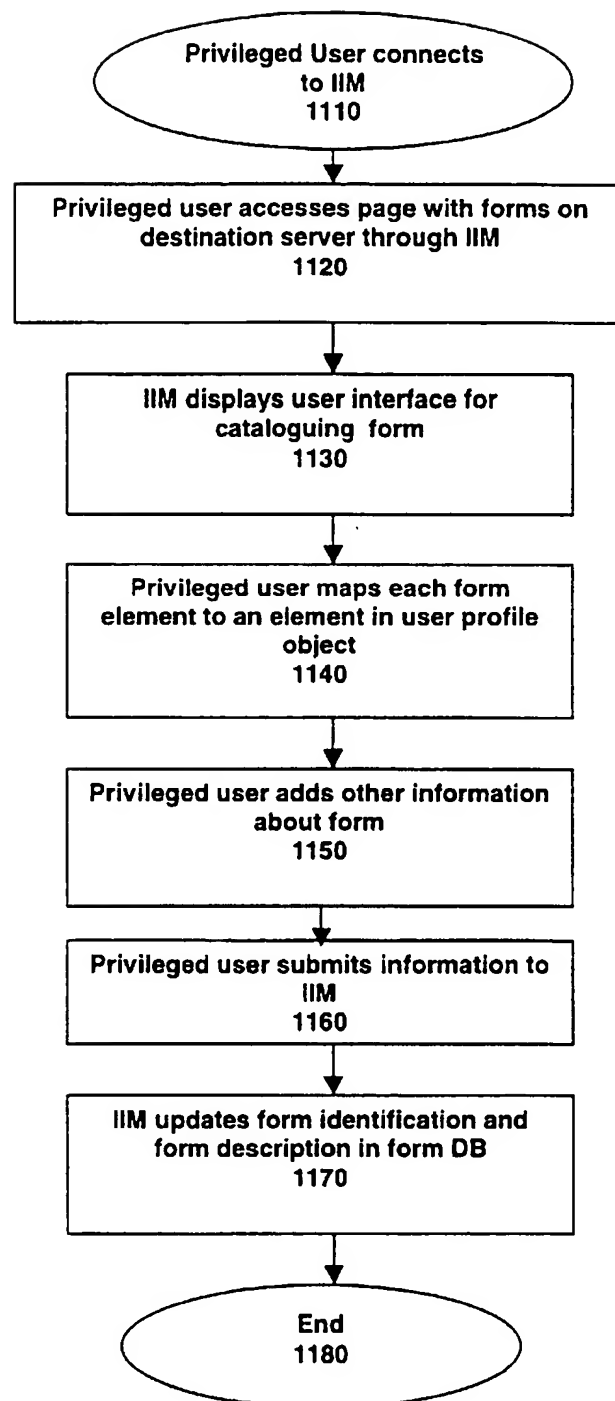 Privileged User connects
to IIM
1110
Privileged user accesses page with forms on
destination server through IIM
1120
IIM displays user interface for
cataloguing form
1130
Privileged user maps each form
element to an element in user profile
object
1140
Privileged user adds other information
about form
1150
Privileged user submits information to
IIM
1160
IIM updates form identification and
form description in form DB
1170
End
1180